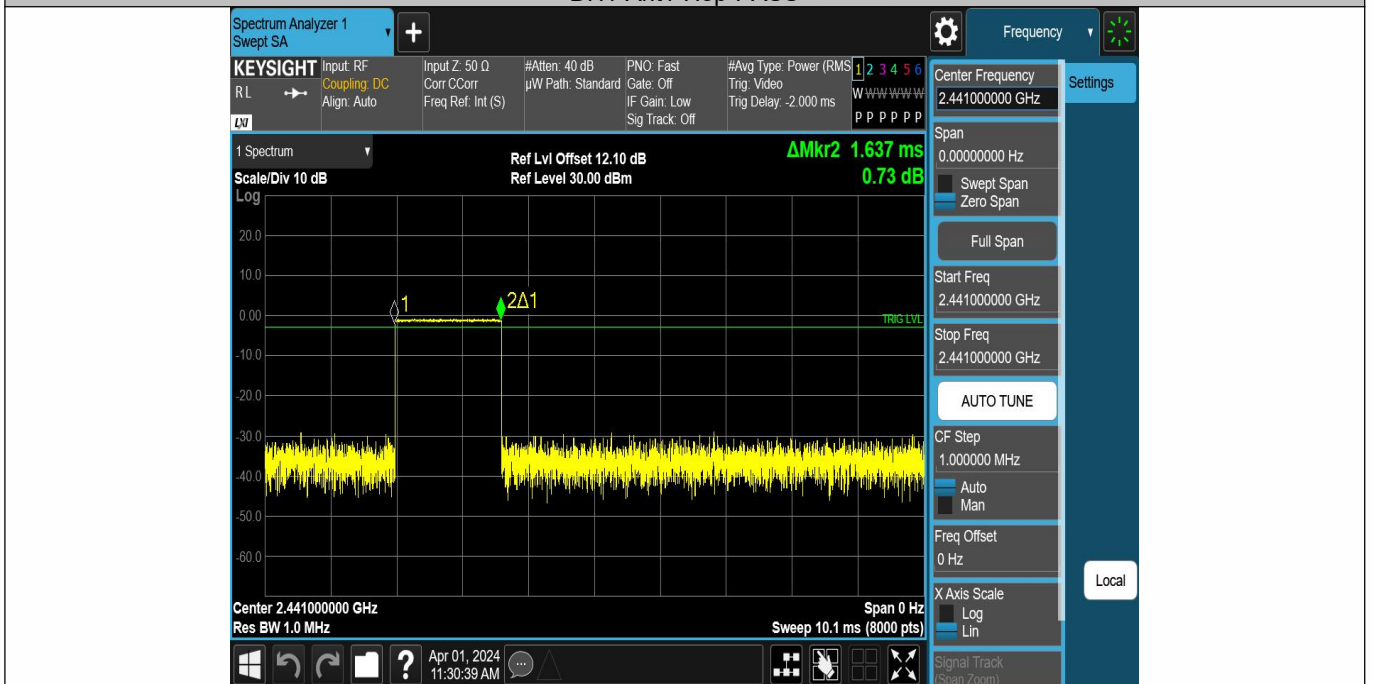 Spectrum Analyzer 1
Swept SA
+
Frequency
KEYSIGHT
RL
LXI
Input: RF
Coupling: DC
Align: Auto
Input Z: 50 Ω
Corr CCorr
Freq Ref: Int (S)
#Atten: 40 dB
µW Path: Standard
PNO: Fast
Gate: Off
IF Gain: Low
Sig Track: Off
#Avg Type: Power (RMS
Trig: Video
Trig Delay: -2.000 ms
1 2 3 4 5 6
W W W W W W
P P P P P P
1 Spectrum
Scale/Div 10 dB
Log
Ref Lvl Offset 12.10 dB
Ref Level 30.00 dBm
ΔMkr2 1.637 ms
0.73 dB
20.0
10.0
0.00
-10.0
-20.0
-30.0
-40.0
-50.0
-60.0
1
2Δ1
TRIG LVL
Center 2.441000000 GHz
Res BW 1.0 MHz
Span 0 Hz
Sweep 10.1 ms (8000 pts)
?
Apr 01, 2024
11:30:39 AM
Center Frequency
2.441000000 GHz
Settings
Span
0.00000000 Hz
Swept Span
Zero Span
Full Span
Start Freq
2.441000000 GHz
Stop Freq
2.441000000 GHz
AUTO TUNE
CF Step
1.000000 MHz
Auto
Man
Freq Offset
0 Hz
X Axis Scale
Log
Lin
Local
Signal Track
(Span Zoom)